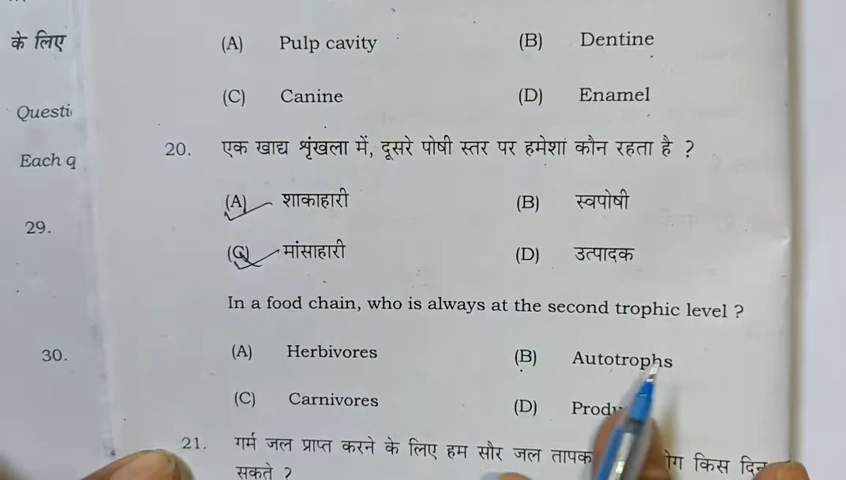 के लिए
(A) Pulp cavity (B) Dentine
(C) Canine (D) Enamel
Questi
Each q
20. एक खाद्य श्रृंखला में, दूसरे पोषी स्तर पर हमेशा कौन रहता है ?
(A) शाकाहारी (B) स्वपोषी
29.
(C) मांसाहारी (D) उत्पादक
In a food chain, who is always at the second trophic level ?
30.
(A) Herbivores (B) Autotrophs
(C) Carnivores (D) Produ
21. गर्म जल प्राप्त करने के लिए हम सौर जल तापक किस दिन
सकते ?